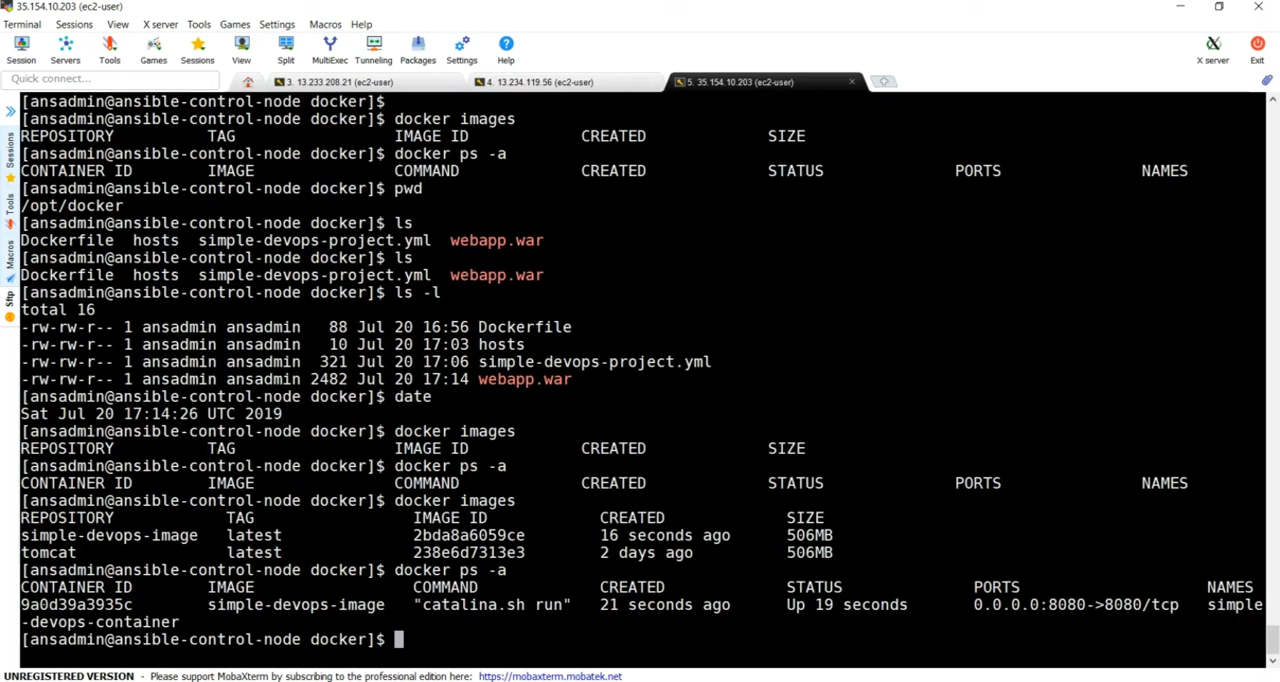 35.154.10.203 (ec2-user)
Terminal Sessions View X server Tools Games Settings Macros Help
Session Servers Tools Games Sessions View Split MultiExec Tunneling Packages Settings Help X server Exit
Quick connect... 3. 13.233.208.21 (ec2-user) 4. 13.234.119.56 (ec2-user) 5. 35.154.10.203 (ec2-user)
Sessions
Tools
Macros
Sftp
[ansadmin@ansible-control-node docker]$
[ansadmin@ansible-control-node docker]$ docker images
REPOSITORY TAG IMAGE ID CREATED SIZE
[ansadmin@ansible-control-node docker]$ docker ps -a
CONTAINER ID IMAGE COMMAND CREATED STATUS PORTS NAMES
[ansadmin@ansible-control-node docker]$ pwd
/opt/docker
[ansadmin@ansible-control-node docker]$ ls
Dockerfile hosts simple-devops-project.yml webapp.war
[ansadmin@ansible-control-node docker]$ ls
Dockerfile hosts simple-devops-project.yml webapp.war
[ansadmin@ansible-control-node docker]$ ls -l
total 16
-rw-rw-r-- 1 ansadmin ansadmin 88 Jul 20 16:56 Dockerfile
-rw-rw-r-- 1 ansadmin ansadmin 10 Jul 20 17:03 hosts
-rw-rw-r-- 1 ansadmin ansadmin 321 Jul 20 17:06 simple-devops-project.yml
-rw-rw-r-- 1 ansadmin ansadmin 2482 Jul 20 17:14 webapp.war
[ansadmin@ansible-control-node docker]$ date
Sat Jul 20 17:14:26 UTC 2019
[ansadmin@ansible-control-node docker]$ docker images
REPOSITORY TAG IMAGE ID CREATED SIZE
[ansadmin@ansible-control-node docker]$ docker ps -a
CONTAINER ID IMAGE COMMAND CREATED STATUS PORTS NAMES
[ansadmin@ansible-control-node docker]$ docker images
REPOSITORY TAG IMAGE ID CREATED SIZE
simple-devops-image latest 2bda8a6059ce 16 seconds ago 506MB
tomcat latest 238e6d7313e3 2 days ago 506MB
[ansadmin@ansible-control-node docker]$ docker ps -a
CONTAINER ID IMAGE COMMAND CREATED STATUS PORTS NAMES
9a0d39a3935c simple-devops-image "catalina.sh run" 21 seconds ago Up 19 seconds 0.0.0.0:8080->8080/tcp simple
-devops-container
[ansadmin@ansible-control-node docker]$
UNREGISTERED VERSION - Please support MobaXterm by subscribing to the professional edition here: https://mobaxterm.mobatek.net